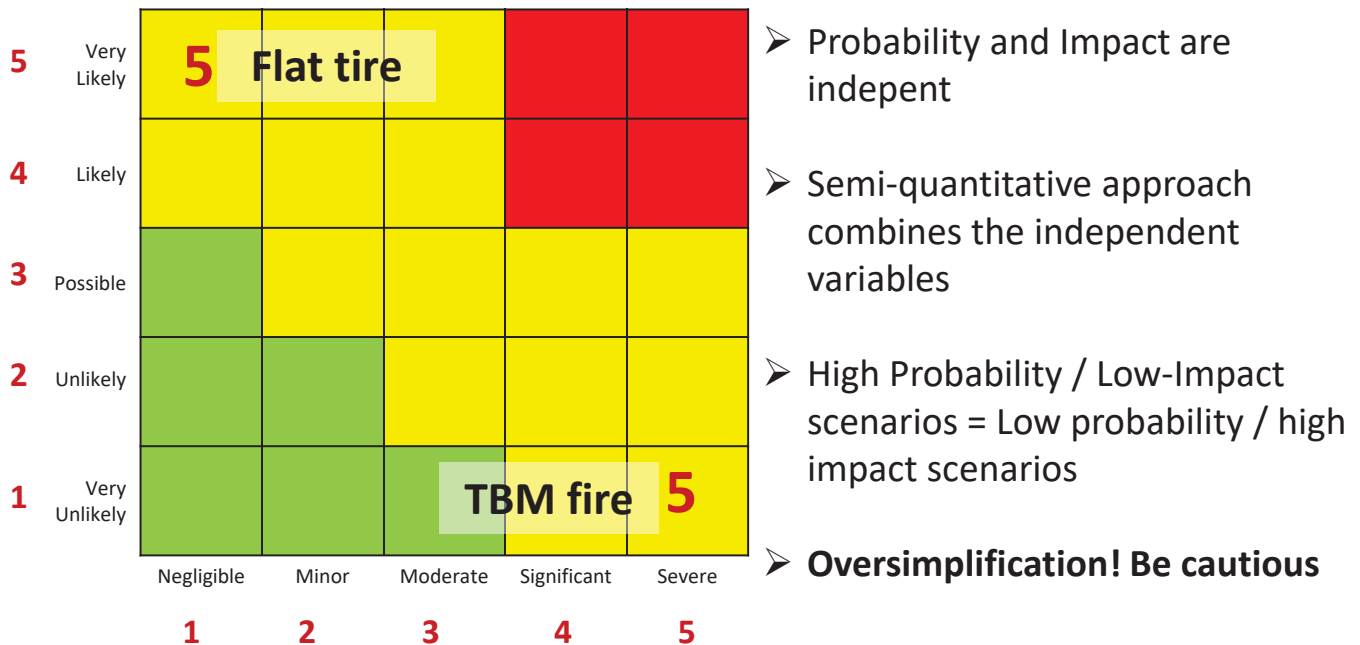 5
Very
Likely
5
Flat tire
4
Likely
3
Possible
2
Unlikely
1
Very
Unlikely
TBM fire
5
Negligible
Minor
Moderate
Significant
Severe
1
2
3
4
5
➢ Probability and Impact are
indepent
➢ Semi-quantitative approach
combines the independent
variables
➢ High Probability / Low-Impact
scenarios = Low probability / high
impact scenarios
➢ Oversimplification! Be cautious